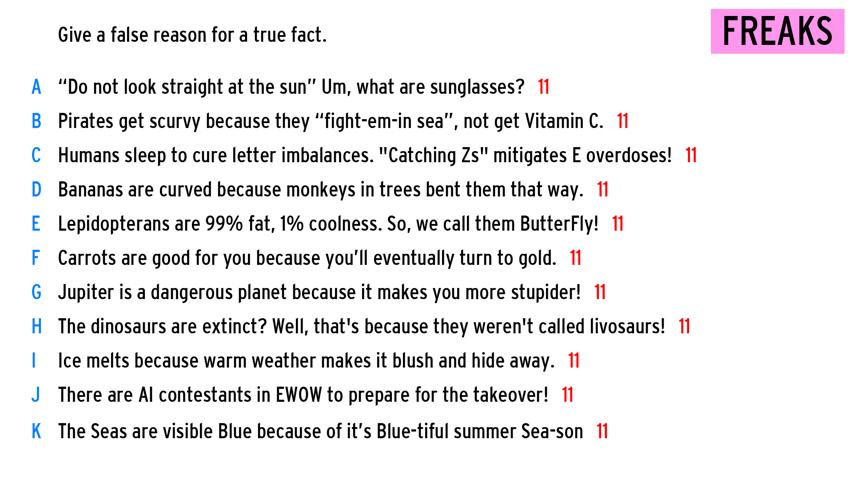 Give a false reason for a true fact.
FREAKS
A “Do not look straight at the sun” Um, what are sunglasses? 11
B Pirates get scurvy because they “fight-em-in sea”, not get Vitamin C. 11
C Humans sleep to cure letter imbalances. "Catching Zs" mitigates E overdoses! 11
D Bananas are curved because monkeys in trees bent them that way. 11
E Lepidopterans are 99% fat, 1% coolness. So, we call them ButterFly! 11
F Carrots are good for you because you’ll eventually turn to gold. 11
G Jupiter is a dangerous planet because it makes you more stupider! 11
H The dinosaurs are extinct? Well, that's because they weren't called livosaurs! 11
I Ice melts because warm weather makes it blush and hide away. 11
J There are AI contestants in EWOW to prepare for the takeover! 11
K The Seas are visible Blue because of it’s Blue-tiful summer Sea-son 11